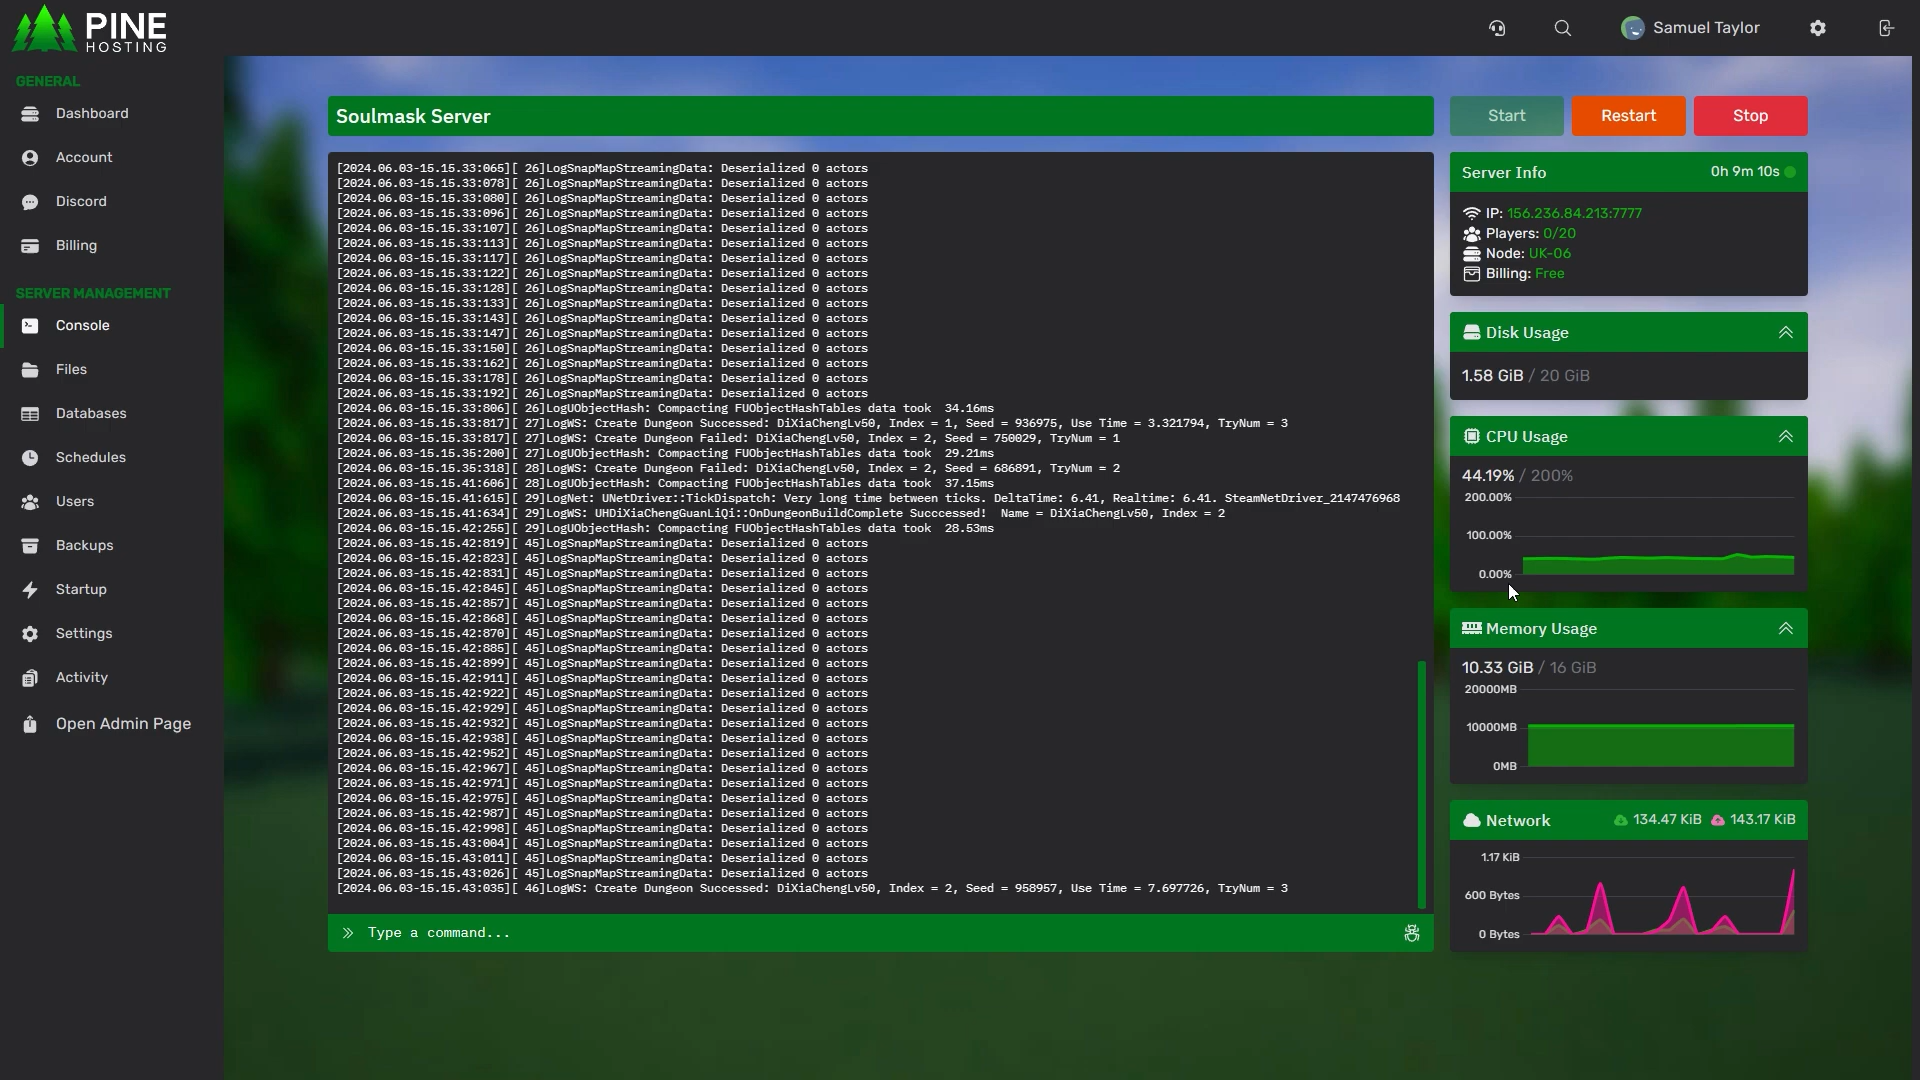 PINE
HOSTING
Samuel Taylor
GENERAL
Dashboard
Account
Discord
Billing
SERVER MANAGEMENT
Console
Files
Databases
Schedules
Users
Backups
Startup
Settings
Activity
Open Admin Page
Soulmask Server
Start
Restart
Stop
[2024.06.03-15.15.33:065][ 26]LogSnapMapStreamingData: Deserialized 0 actors
[2024.06.03-15.15.33:078][ 26]LogSnapMapStreamingData: Deserialized 0 actors
[2024.06.03-15.15.33:080][ 26]LogSnapMapStreamingData: Deserialized 0 actors
[2024.06.03-15.15.33:096][ 26]LogSnapMapStreamingData: Deserialized 0 actors
[2024.06.03-15.15.33:107][ 26]LogSnapMapStreamingData: Deserialized 0 actors
[2024.06.03-15.15.33:113][ 26]LogSnapMapStreamingData: Deserialized 0 actors
[2024.06.03-15.15.33:117][ 26]LogSnapMapStreamingData: Deserialized 0 actors
[2024.06.03-15.15.33:122][ 26]LogSnapMapStreamingData: Deserialized 0 actors
[2024.06.03-15.15.33:128][ 26]LogSnapMapStreamingData: Deserialized 0 actors
[2024.06.03-15.15.33:133][ 26]LogSnapMapStreamingData: Deserialized 0 actors
[2024.06.03-15.15.33:143][ 26]LogSnapMapStreamingData: Deserialized 0 actors
[2024.06.03-15.15.33:147][ 26]LogSnapMapStreamingData: Deserialized 0 actors
[2024.06.03-15.15.33:150][ 26]LogSnapMapStreamingData: Deserialized 0 actors
[2024.06.03-15.15.33:162][ 26]LogSnapMapStreamingData: Deserialized 0 actors
[2024.06.03-15.15.33:178][ 26]LogSnapMapStreamingData: Deserialized 0 actors
[2024.06.03-15.15.33:192][ 26]LogSnapMapStreamingData: Deserialized 0 actors
[2024.06.03-15.15.33:806][ 26]LogUObjectHash: Compacting FUObjectHashTables data took  34.16ms
[2024.06.03-15.15.33:817][ 27]LogWS: Create Dungeon Successed: DiXiaChengLv50, Index = 1, Seed = 936975, Use Time = 3.321794, TryNum = 3
[2024.06.03-15.15.33:817][ 27]LogWS: Create Dungeon Failed: DiXiaChengLv50, Index = 2, Seed = 750029, TryNum = 1
[2024.06.03-15.15.35:200][ 27]LogUObjectHash: Compacting FUObjectHashTables data took  29.21ms
[2024.06.03-15.15.35:318][ 28]LogWS: Create Dungeon Failed: DiXiaChengLv50, Index = 2, Seed = 686891, TryNum = 2
[2024.06.03-15.15.41:606][ 28]LogUObjectHash: Compacting FUObjectHashTables data took  37.15ms
[2024.06.03-15.15.41:615][ 29]LogNet: UNetDriver::TickDispatch: Very long time between ticks. DeltaTime: 6.41, Realtime: 6.41. SteamNetDriver_2147476968
[2024.06.03-15.15.41:634][ 29]LogWS: UHDiXiaChengGuanLiQi::OnDungeonBuildComplete Succcessed!  Name = DiXiaChengLv50, Index = 2
[2024.06.03-15.15.42:255][ 29]LogUObjectHash: Compacting FUObjectHashTables data took  28.53ms
[2024.06.03-15.15.42:819][ 45]LogSnapMapStreamingData: Deserialized 0 actors
[2024.06.03-15.15.42:823][ 45]LogSnapMapStreamingData: Deserialized 0 actors
[2024.06.03-15.15.42:831][ 45]LogSnapMapStreamingData: Deserialized 0 actors
[2024.06.03-15.15.42:845][ 45]LogSnapMapStreamingData: Deserialized 0 actors
[2024.06.03-15.15.42:857][ 45]LogSnapMapStreamingData: Deserialized 0 actors
[2024.06.03-15.15.42:868][ 45]LogSnapMapStreamingData: Deserialized 0 actors
[2024.06.03-15.15.42:870][ 45]LogSnapMapStreamingData: Deserialized 0 actors
[2024.06.03-15.15.42:885][ 45]LogSnapMapStreamingData: Deserialized 0 actors
[2024.06.03-15.15.42:899][ 45]LogSnapMapStreamingData: Deserialized 0 actors
[2024.06.03-15.15.42:911][ 45]LogSnapMapStreamingData: Deserialized 0 actors
[2024.06.03-15.15.42:922][ 45]LogSnapMapStreamingData: Deserialized 0 actors
[2024.06.03-15.15.42:929][ 45]LogSnapMapStreamingData: Deserialized 0 actors
[2024.06.03-15.15.42:932][ 45]LogSnapMapStreamingData: Deserialized 0 actors
[2024.06.03-15.15.42:938][ 45]LogSnapMapStreamingData: Deserialized 0 actors
[2024.06.03-15.15.42:952][ 45]LogSnapMapStreamingData: Deserialized 0 actors
[2024.06.03-15.15.42:967][ 45]LogSnapMapStreamingData: Deserialized 0 actors
[2024.06.03-15.15.42:971][ 45]LogSnapMapStreamingData: Deserialized 0 actors
[2024.06.03-15.15.42:975][ 45]LogSnapMapStreamingData: Deserialized 0 actors
[2024.06.03-15.15.42:987][ 45]LogSnapMapStreamingData: Deserialized 0 actors
[2024.06.03-15.15.42:998][ 45]LogSnapMapStreamingData: Deserialized 0 actors
[2024.06.03-15.15.43:004][ 45]LogSnapMapStreamingData: Deserialized 0 actors
[2024.06.03-15.15.43:011][ 45]LogSnapMapStreamingData: Deserialized 0 actors
[2024.06.03-15.15.43:026][ 45]LogSnapMapStreamingData: Deserialized 0 actors
[2024.06.03-15.15.43:035][ 46]LogWS: Create Dungeon Successed: DiXiaChengLv50, Index = 2, Seed = 958957, Use Time = 7.697726, TryNum = 3
Type a command...
Server Info 0h 9m 10s
IP: 156.236.84.213:7777
Players: 0/20
Node: UK-06
Billing: Free
Disk Usage
1.58 GiB / 20 GiB
CPU Usage
44.19% / 200%
200.00%
100.00%
0.00%
Memory Usage
10.33 GiB / 16 GiB
20000MB
10000MB
0MB
Network 134.47 KiB 143.17 KiB
1.17 KiB
600 Bytes
0 Bytes